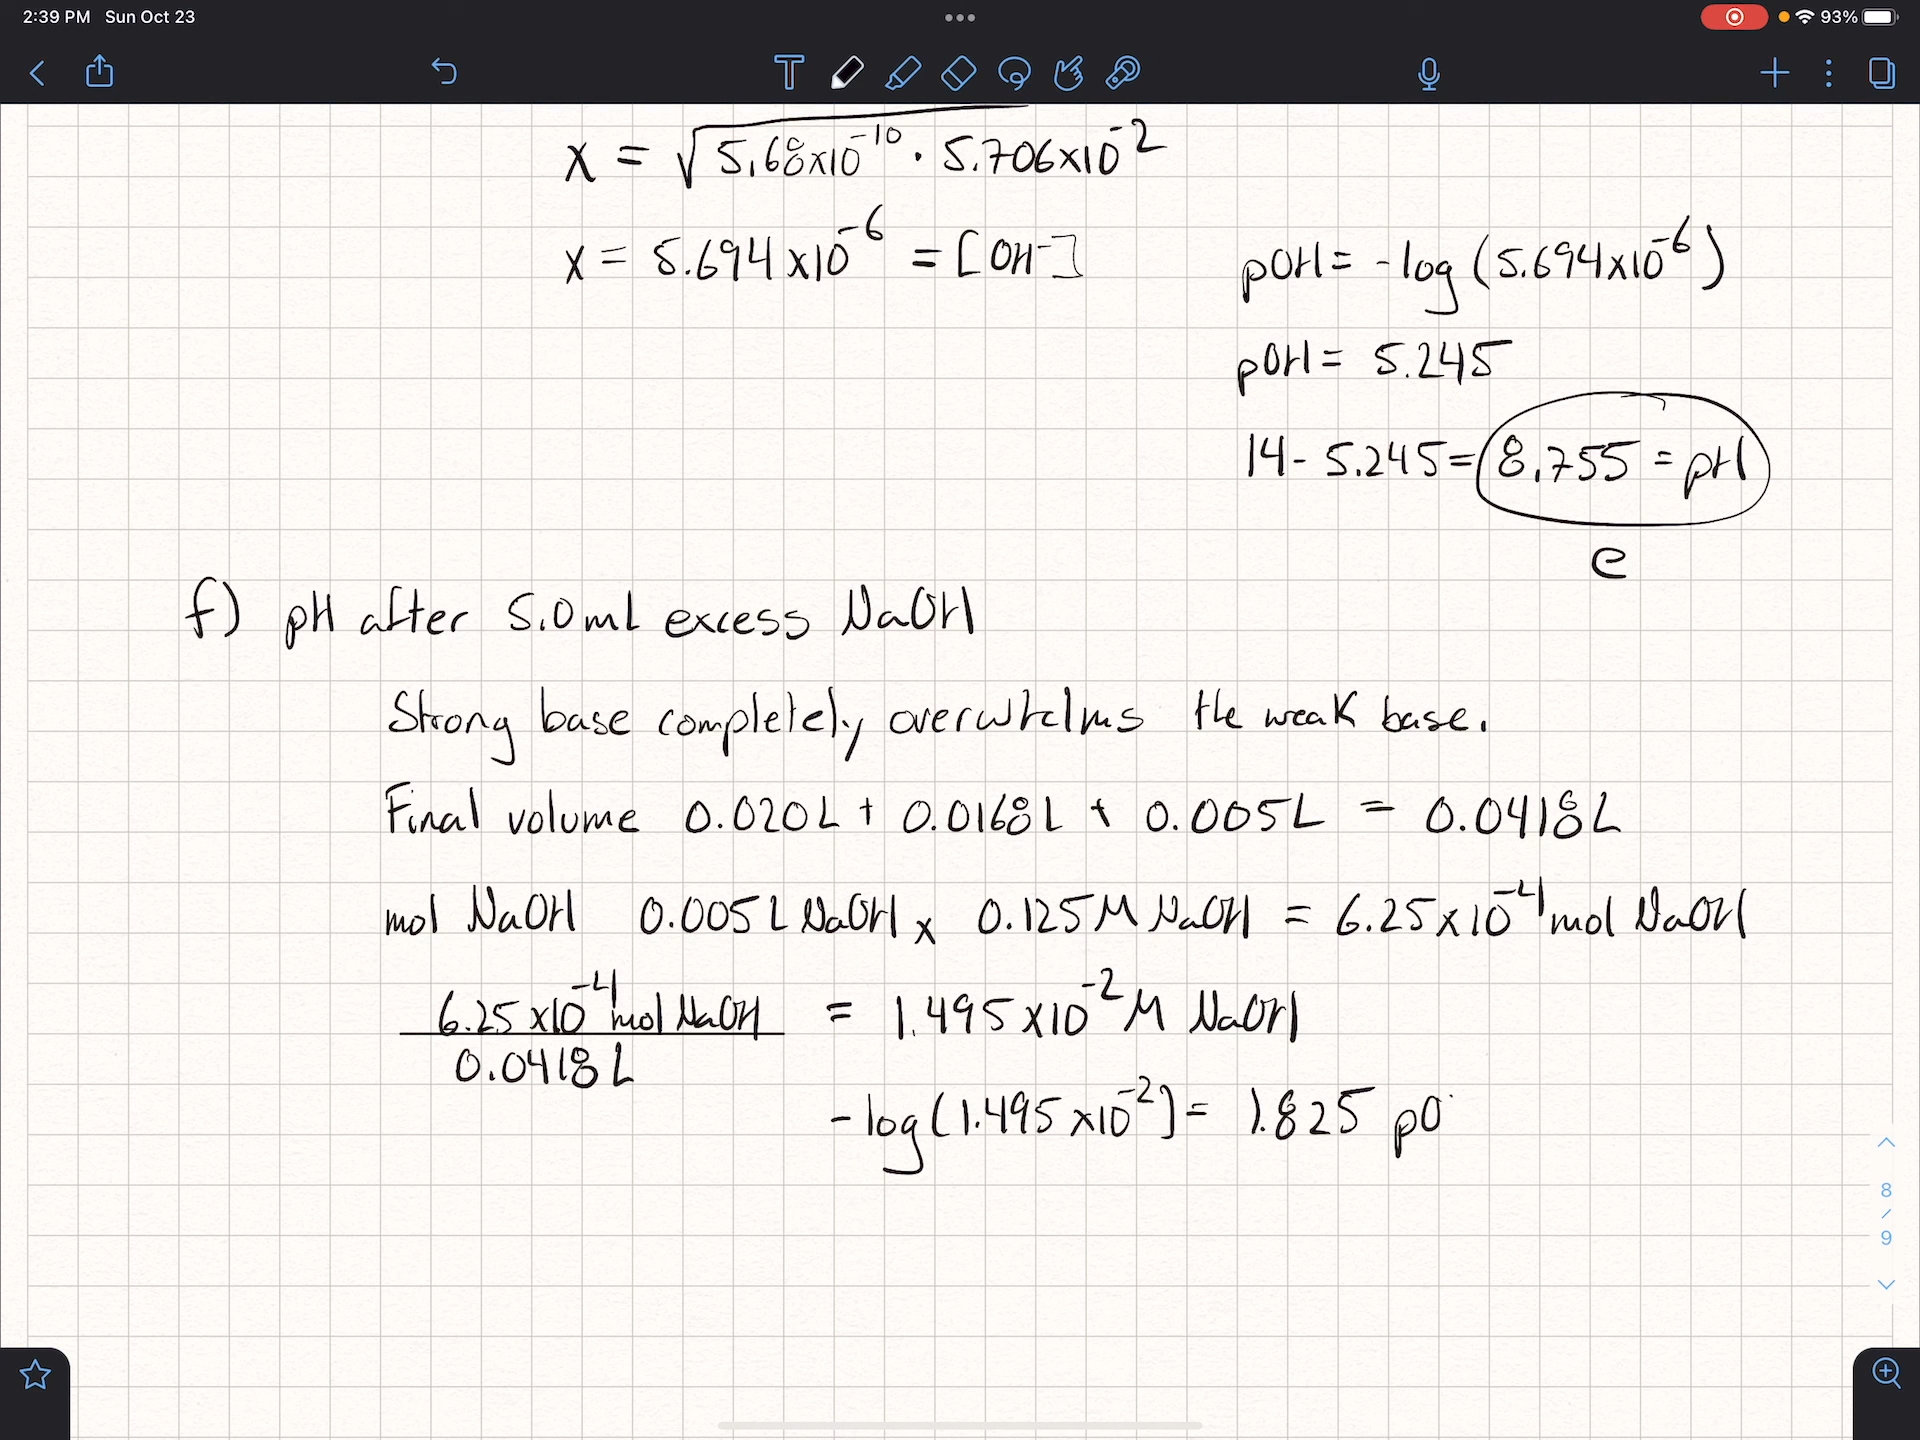 2:39 PM Sun Oct 23
93%
x = √5.68x10⁻¹⁰ · 5.706x10⁻²
x = 5.694x10⁻⁶ = [OH⁻]
pOH = -log(5.694x10⁻⁶)
pOH = 5.245
14 - 5.245 = 8.755 = pH
e
f) pH after 5.0ml excess NaOH
Strong base completely overwhelms the weak base.
Final volume 0.020L + 0.0168L + 0.005L = 0.0418L
mol NaOH 0.005L NaOH x 0.125M NaOH = 6.25x10⁻⁴ mol NaOH
6.25x10⁻⁴ mol NaOH = 1.495x10⁻² M NaOH
0.0418L
-log(1.495x10⁻²) = 1.825 pO
8
/
9